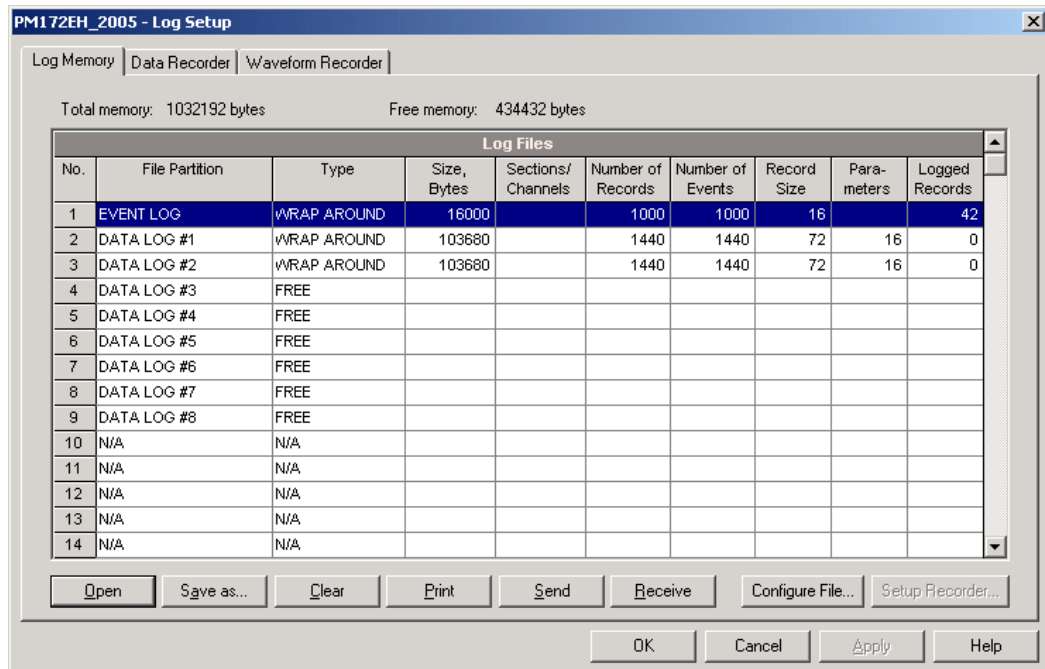 PM172EH_2005 - Log Setup
Log Memory Data Recorder Waveform Recorder
Total memory: 1032192 bytes Free memory: 434432 bytes
Log Files
No. File Partition Type Size, Bytes Sections/ Channels Number of Records Number of Events Record Size Para- meters Logged Records
1 EVENT LOG WRAP AROUND 16000 1000 1000 16 42
2 DATA LOG #1 WRAP AROUND 103680 1440 1440 72 16 0
3 DATA LOG #2 WRAP AROUND 103680 1440 1440 72 16 0
4 DATA LOG #3 FREE
5 DATA LOG #4 FREE
6 DATA LOG #5 FREE
7 DATA LOG #6 FREE
8 DATA LOG #7 FREE
9 DATA LOG #8 FREE
10 N/A N/A
11 N/A N/A
12 N/A N/A
13 N/A N/A
14 N/A N/A
Open Save as... Clear Print Send Receive Configure File... Setup Recorder...
OK Cancel Apply Help